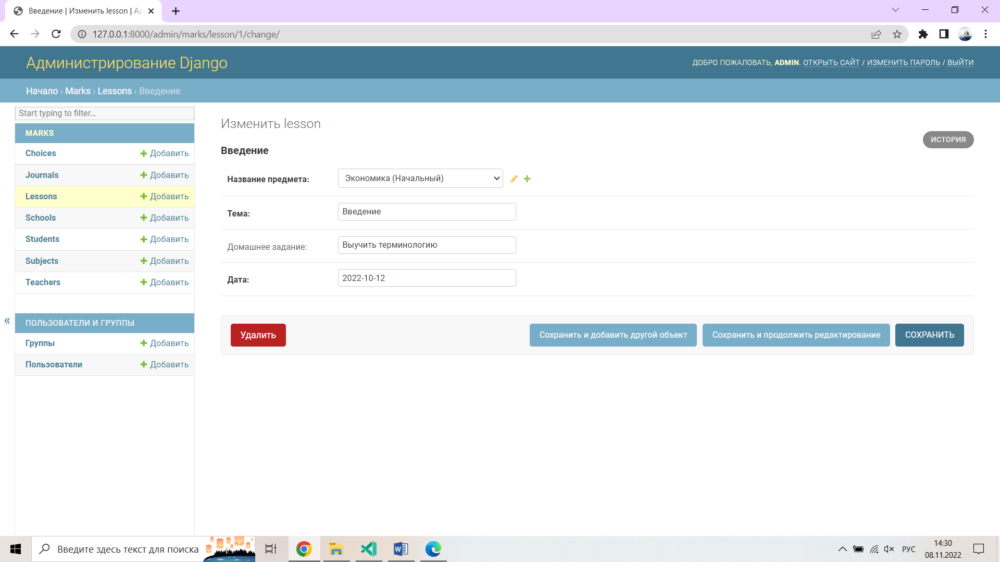 Введение | Изменить lesson | Ад
127.0.0.1:8000/admin/marks/lesson/1/change/
Администрирование Django
ДОБРО ПОЖАЛОВАТЬ, ADMIN. ОТКРЫТЬ САЙТ / ИЗМЕНИТЬ ПАРОЛЬ / ВЫЙТИ
Начало › Marks › Lessons › Введение
Start typing to filter...
MARKS
Choices Добавить
Journals Добавить
Lessons Добавить
Schools Добавить
Students Добавить
Subjects Добавить
Teachers Добавить
ПОЛЬЗОВАТЕЛИ И ГРУППЫ
Группы Добавить
Пользователи Добавить
«
Изменить lesson
ИСТОРИЯ
Введение
Название предмета: Экономика (Начальный)
Тема: Введение
Домашнее задание: Выучить терминологию
Дата: 2022-10-12
Удалить Сохранить и добавить другой объект Сохранить и продолжить редактирование СОХРАНИТЬ
Введите здесь текст для поиска
РУС
14:30
08.11.2022